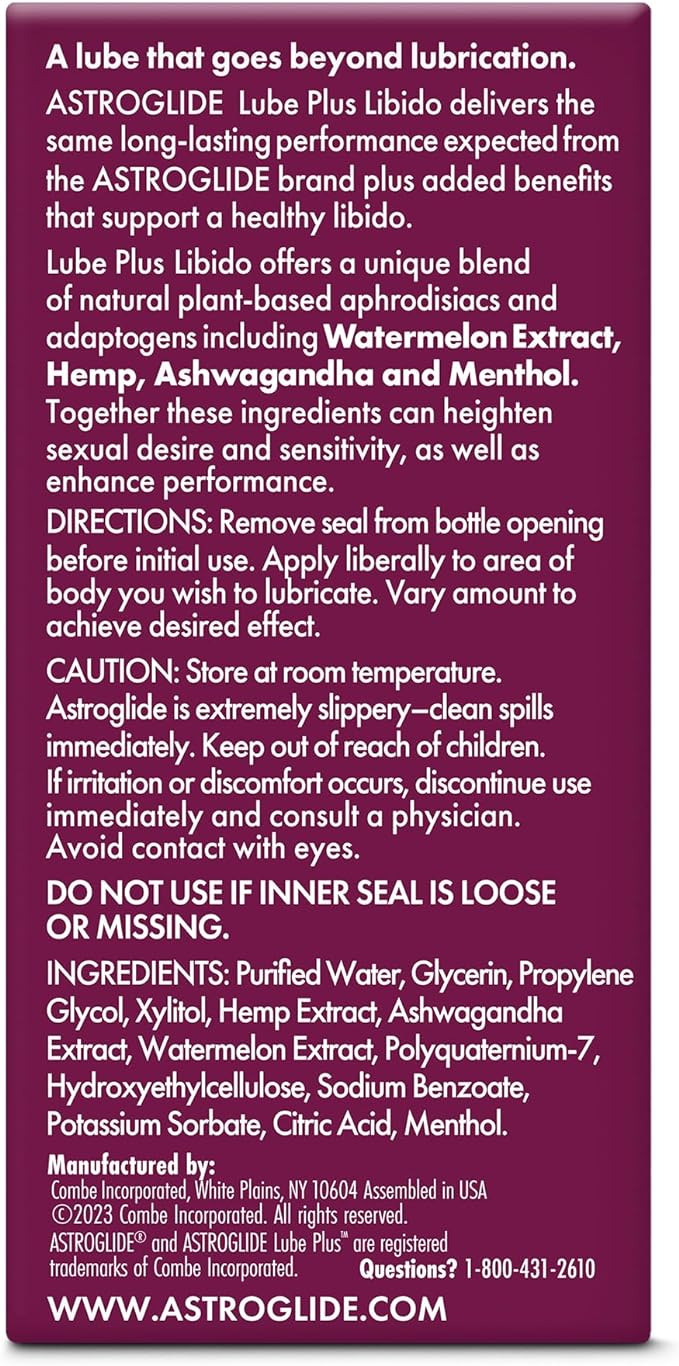 A lube that goes beyond lubrication.
ASTROGLIDE Lube Plus Libido delivers the
same long-lasting performance expected from
the ASTROGLIDE brand plus added benefits
that support a healthy libido.
Lube Plus Libido offers a unique blend
of natural plant-based aphrodisiacs and
adaptogens including Watermelon Extract,
Hemp, Ashwagandha and Menthol.
Together these ingredients can heighten
sexual desire and sensitivity, as well as
enhance performance.
DIRECTIONS: Remove seal from bottle opening
before initial use. Apply liberally to area of
body you wish to lubricate. Vary amount to
achieve desired effect.
CAUTION: Store at room temperature.
Astroglide is extremely slippery–clean spills
immediately. Keep out of reach of children.
If irritation or discomfort occurs, discontinue use
immediately and consult a physician.
Avoid contact with eyes.
DO NOT USE IF INNER SEAL IS LOOSE
OR MISSING.
INGREDIENTS: Purified Water, Glycerin, Propylene
Glycol, Xylitol, Hemp Extract, Ashwagandha
Extract, Watermelon Extract, Polyquaternium-7,
Hydroxyethylcellulose, Sodium Benzoate,
Potassium Sorbate, Citric Acid, Menthol.
Manufactured by:
Combe Incorporated, White Plains, NY 10604 Assembled in USA
©2023 Combe Incorporated. All rights reserved.
ASTROGLIDE® and ASTROGLIDE Lube Plus™ are registered
trademarks of Combe Incorporated. Questions? 1-800-431-2610
WWW.ASTROGLIDE.COM